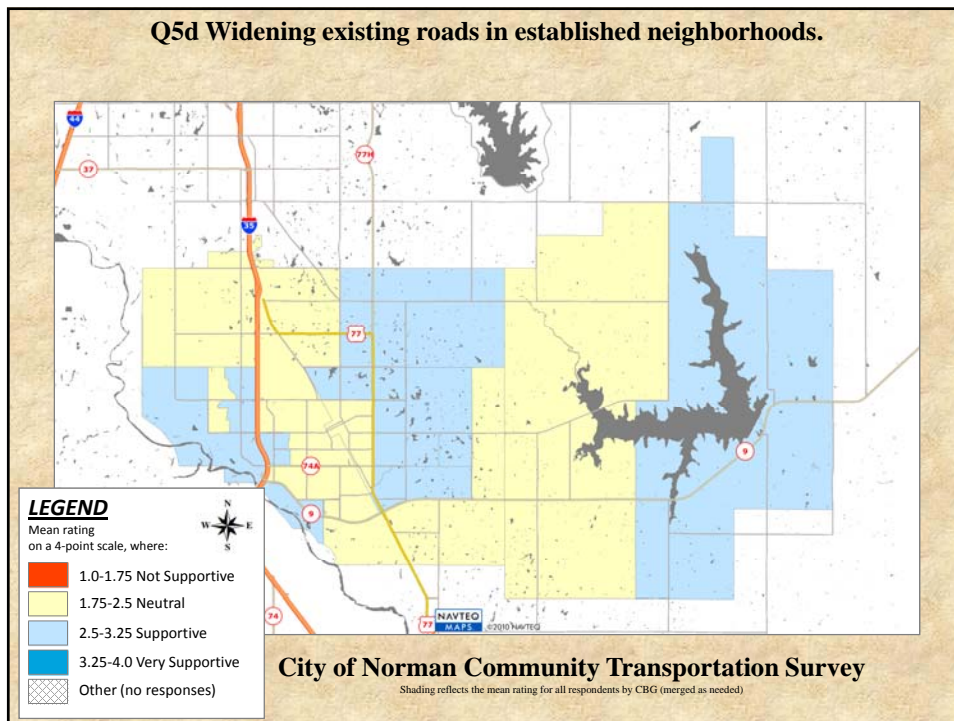 Q5d Widening existing roads in established neighborhoods.
44
37
77H
35
77
74A
9
9
74
77
LEGEND
Mean rating
on a 4-point scale, where:
N
W E
S
1.0-1.75 Not Supportive
1.75-2.5 Neutral
2.5-3.25 Supportive
3.25-4.0 Very Supportive
Other (no responses)
NAVTEQ
MAPS
©2010 NAVTEQ
City of Norman Community Transportation Survey
Shading reflects the mean rating for all respondents by CBG (merged as needed)